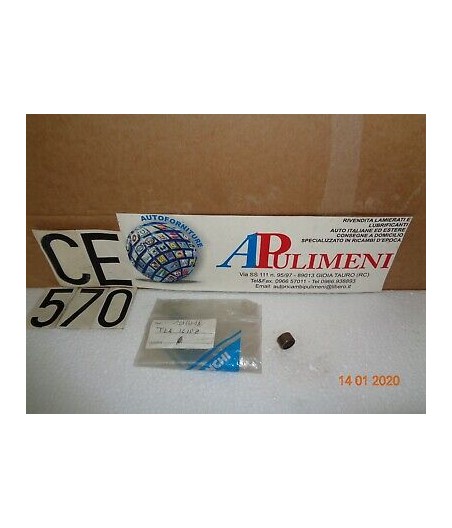 AUTOFORNITURE
APULIMENI
RIVENDITA LAMIERATI E
LUBRIFICANTI
AUTO ITALIANE ED ESTERE
CONSEGNE A DOMICILIO
SPECIALIZZATO IN RICAMBI D'EPOCA
Via SS 111 n. 95/97 - 89013 GIOIA TAURO (RC)
Tel&Fax. 0966 57011 - Tel 0966 939893
Email: autoricambipulimeni@libero.it
CE
570
14 01 2020